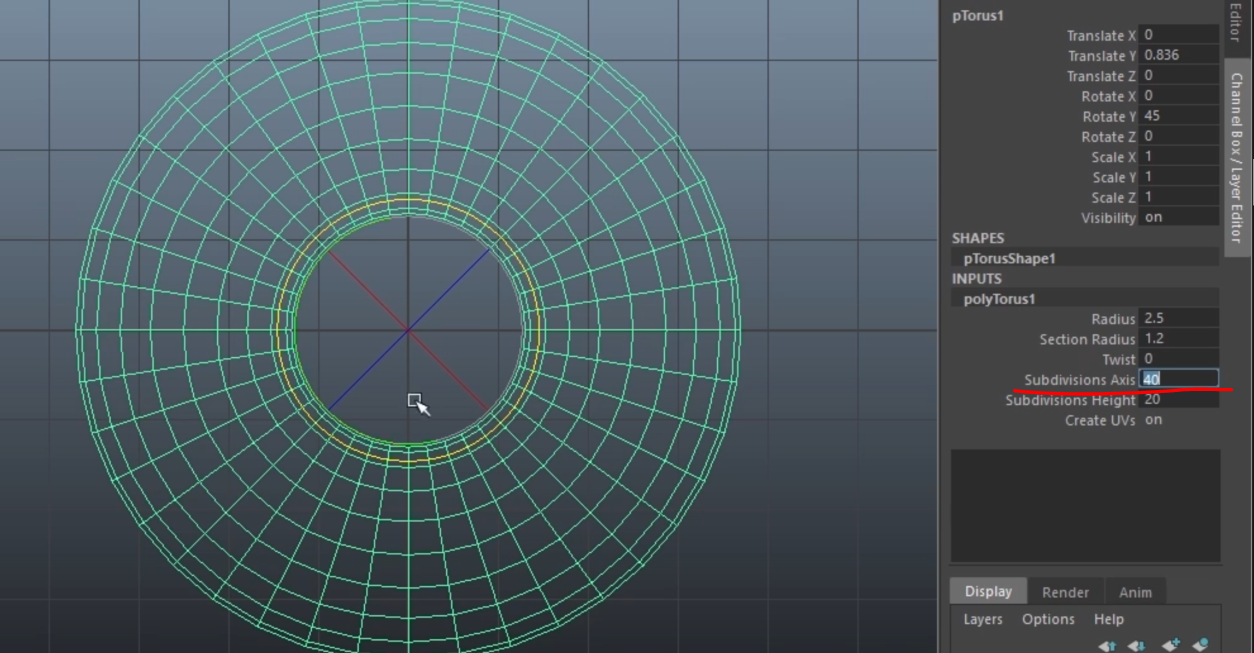 pTorus1
Translate X 0
Translate Y 0.836
Translate Z 0
Rotate X 0
Rotate Y 45
Rotate Z 0
Scale X 1
Scale Y 1
Scale Z 1
Visibility on
SHAPES
pTorusShape1
INPUTS
polyTorus1
Radius 2.5
Section Radius 1.2
Twist 0
Subdivisions Axis 40
Subdivisions Height 20
Create UVs on
Display Render Anim
Layers Options Help
Editor
Channel Box / Layer Editor